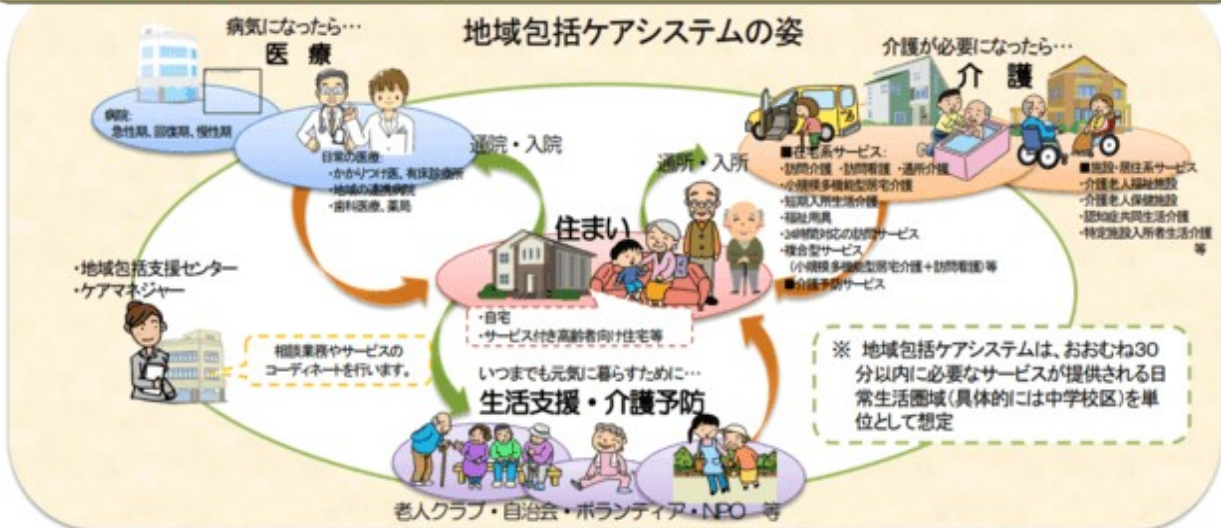 地域包括ケアシステムの姿
病気になったら…
医 療
病院:
急性期、回復期、慢性期
日常の医療:
・かかりつけ医、有床診療所
・地域の連携病院
・歯科医療、薬局
通院・入院
介護が必要になったら…
介 護
通所・入所
■在宅系サービス:
・訪問介護 ・訪問看護 ・通所介護
・小規模多機能型居宅介護
・短期入所生活介護
・福祉用具
・24時間対応の訪問サービス
・複合型サービス
（小規模多機能型居宅介護＋訪問看護）等
■介護予防サービス
■施設・居住系サービス
・介護老人福祉施設
・介護老人保健施設
・認知症共同生活介護
・特定施設入所者生活介護
等
住まい
・自宅
・サービス付き高齢者向け住宅等
・地域包括支援センター
・ケアマネジャー
相談業務やサービスの
コーディネートを行います。
いつまでも元気に暮らすために…
生活支援・介護予防
老人クラブ・自治会・ボランティア・NPO 等
※ 地域包括ケアシステムは、おおむね30
分以内に必要なサービスが提供される日
常生活圏域（具体的には中学校区）を単
位として想定